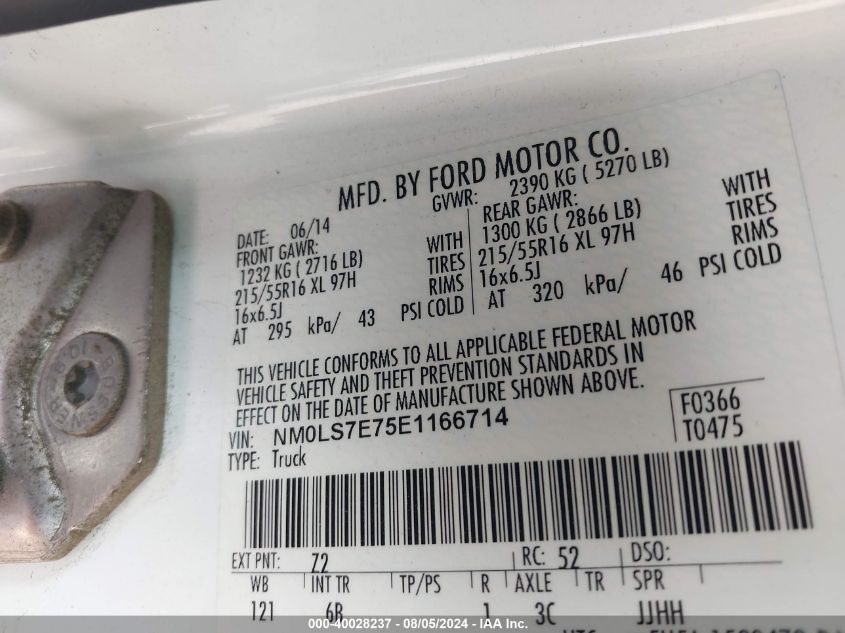 MFD. BY FORD MOTOR CO.
DATE: 06/14 GVWR: 2390 KG ( 5270 LB)
FRONT GAWR: REAR GAWR:
1232 KG ( 2716 LB) WITH 1300 KG ( 2866 LB) WITH
215/55R16 XL 97H TIRES 215/55R16 XL 97H TIRES
16x6.5J RIMS 16x6.5J RIMS
AT 295 kPa/ 43 PSI COLD AT 320 kPa/ 46 PSI COLD
THIS VEHICLE CONFORMS TO ALL APPLICABLE FEDERAL MOTOR
VEHICLE SAFETY AND THEFT PREVENTION STANDARDS IN
EFFECT ON THE DATE OF MANUFACTURE SHOWN ABOVE.
VIN: NM0LS7E75E1166714 F0366
TYPE: Truck T0475
EXT PNT: Z2 RC: 52 DSO:
WB INT TR TP/PS R AXLE TR SPR
121 6B 1 3C JJHH
<000-40028237 - 08/05/2024 - IAA, Inc.